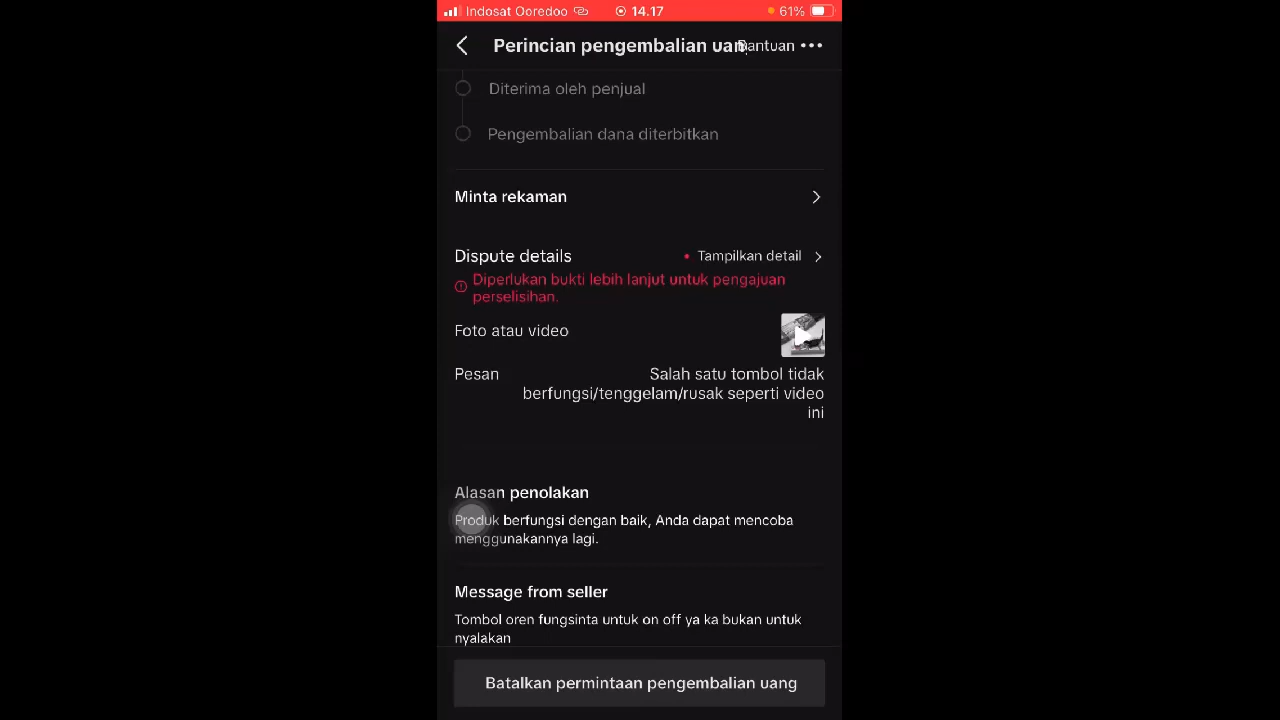 Indosat Ooredoo 14.17 61%
Perincian pengembalian uan Bantuan
Diterima oleh penjual
Pengembalian dana diterbitkan
Minta rekaman
Dispute details Tampilkan detail
Diperlukan bukti lebih lanjut untuk pengajuan
perselisihan.
Foto atau video
Pesan Salah satu tombol tidak
berfungsi/tenggelam/rusak seperti video
ini
Alasan penolakan
Produk berfungsi dengan baik, Anda dapat mencoba
menggunakannya lagi.
Message from seller
Tombol oren fungsinta untuk on off ya ka bukan untuk
nyalakan
Batalkan permintaan pengembalian uang